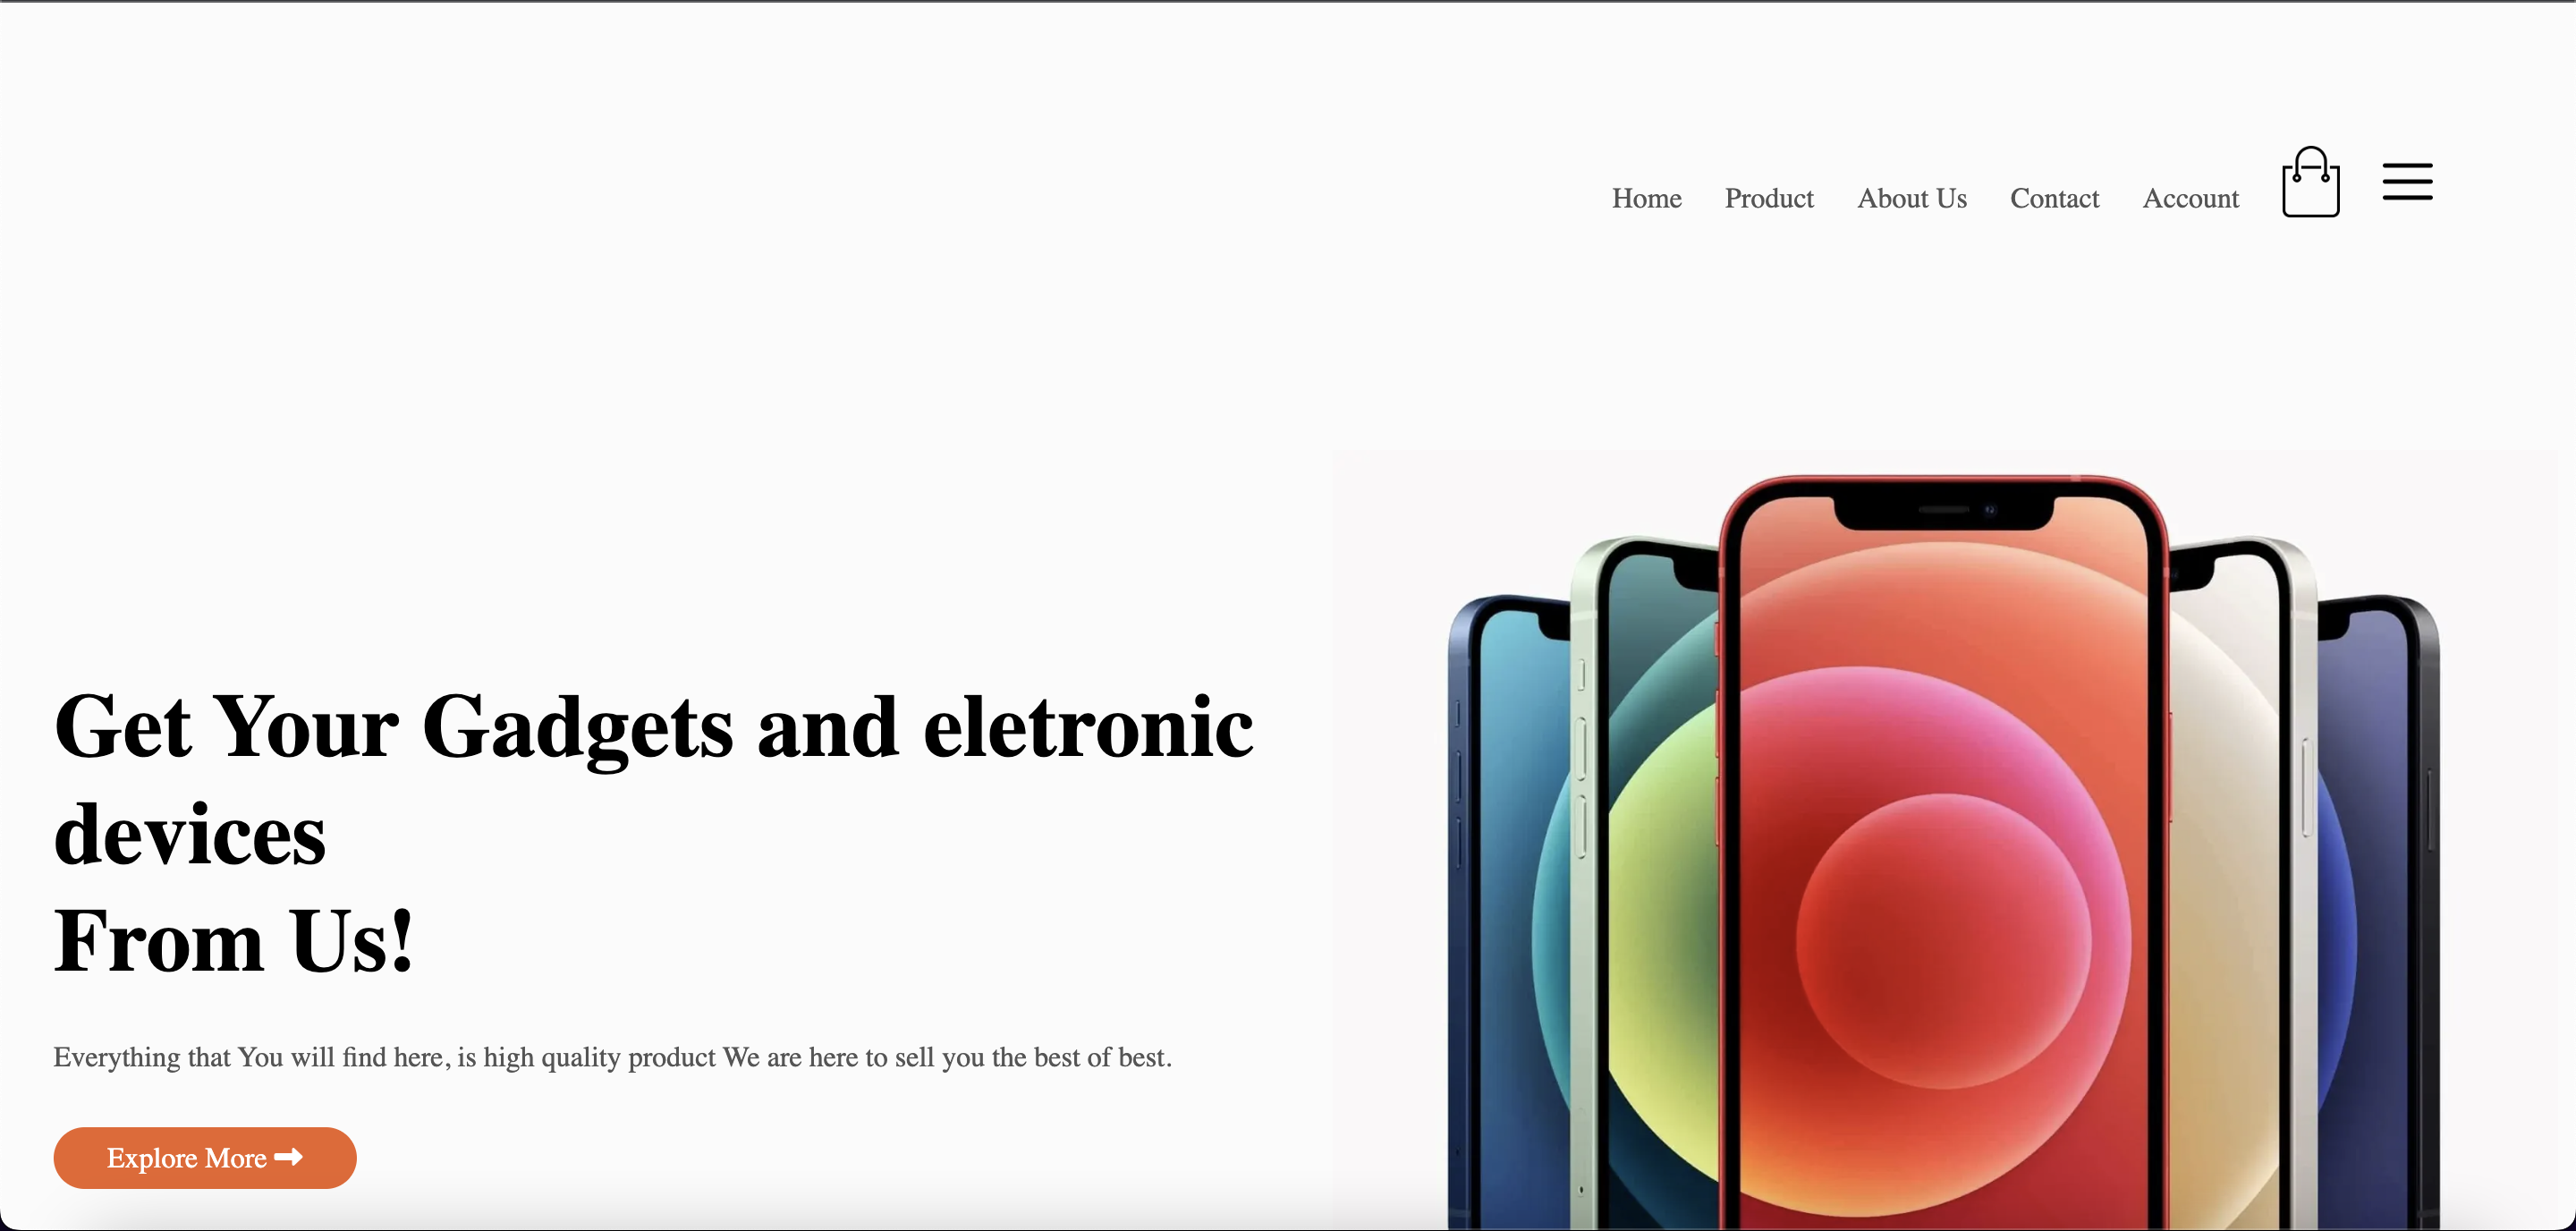 Home Product About Us Contact Account
Get Your Gadgets and eletronic
devices
From Us!
Everything that You will find here, is high quality product We are here to sell you the best of best.
Explore More